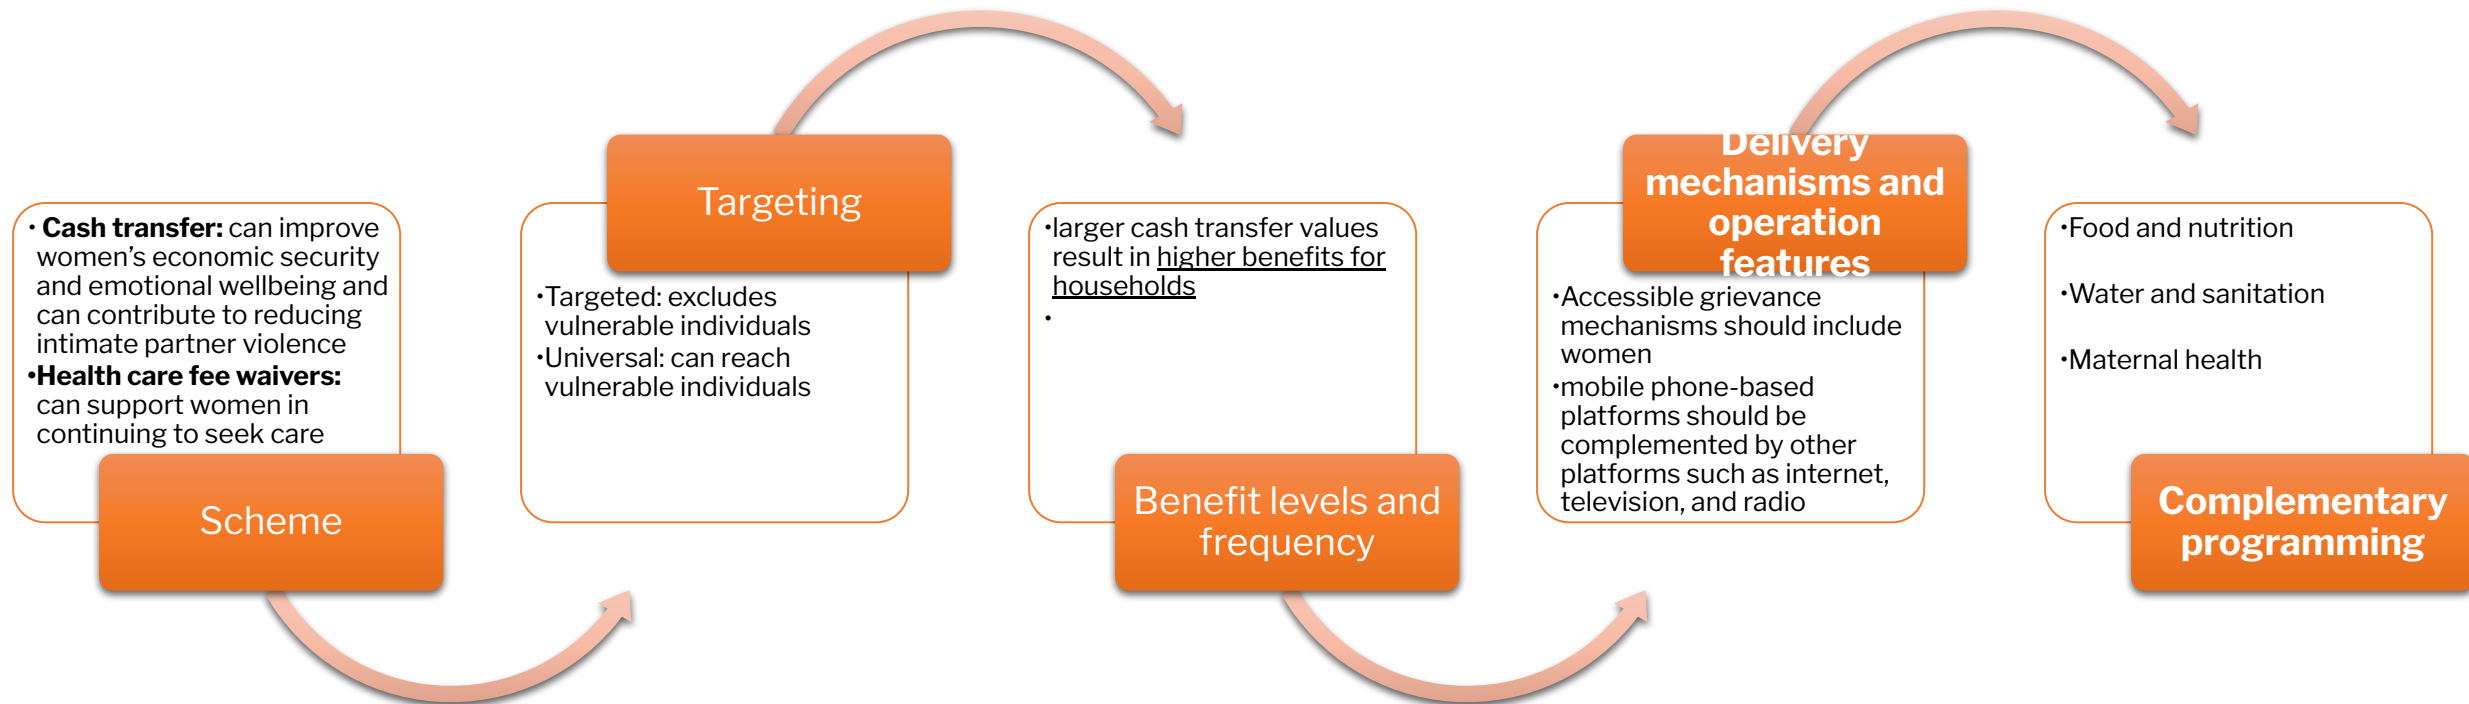 • Cash transfer: can improve
women’s economic security
and emotional wellbeing and
can contribute to reducing
intimate partner violence
•Health care fee waivers:
can support women in
continuing to seek care
Scheme
Targeting
•Targeted: excludes
vulnerable individuals
•Universal: can reach
vulnerable individuals
•larger cash transfer values
result in higher benefits for
households
•
Benefit levels and
frequency
Delivery
mechanisms and
operation
features
•Accessible grievance
mechanisms should include
women
•mobile phone-based
platforms should be
complemented by other
platforms such as internet,
television, and radio
•Food and nutrition
•Water and sanitation
•Maternal health
Complementary
programming